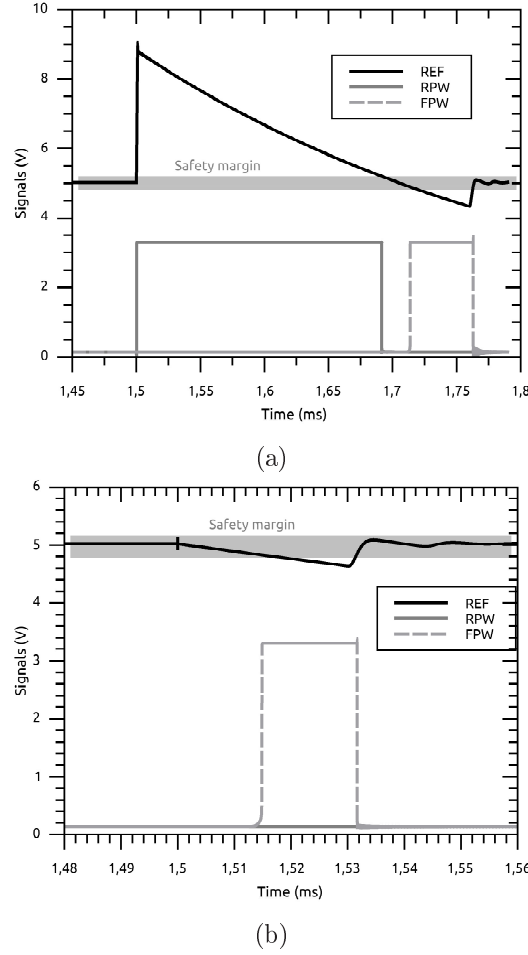 10
8
6
4
2
0
Signals (V)
REF
RPW
FPW
Safety margin
1,45
1,5
1,55
1,6
1,65
1,7
1,75
1,8
Time (ms)
(a)
6
5
4
3
2
1
0
Signals (V)
Safety margin
REF
RPW
FPW
1,48
1,49
1,5
1,51
1,52
1,53
1,54
1,55
1,56
Time (ms)
(b)